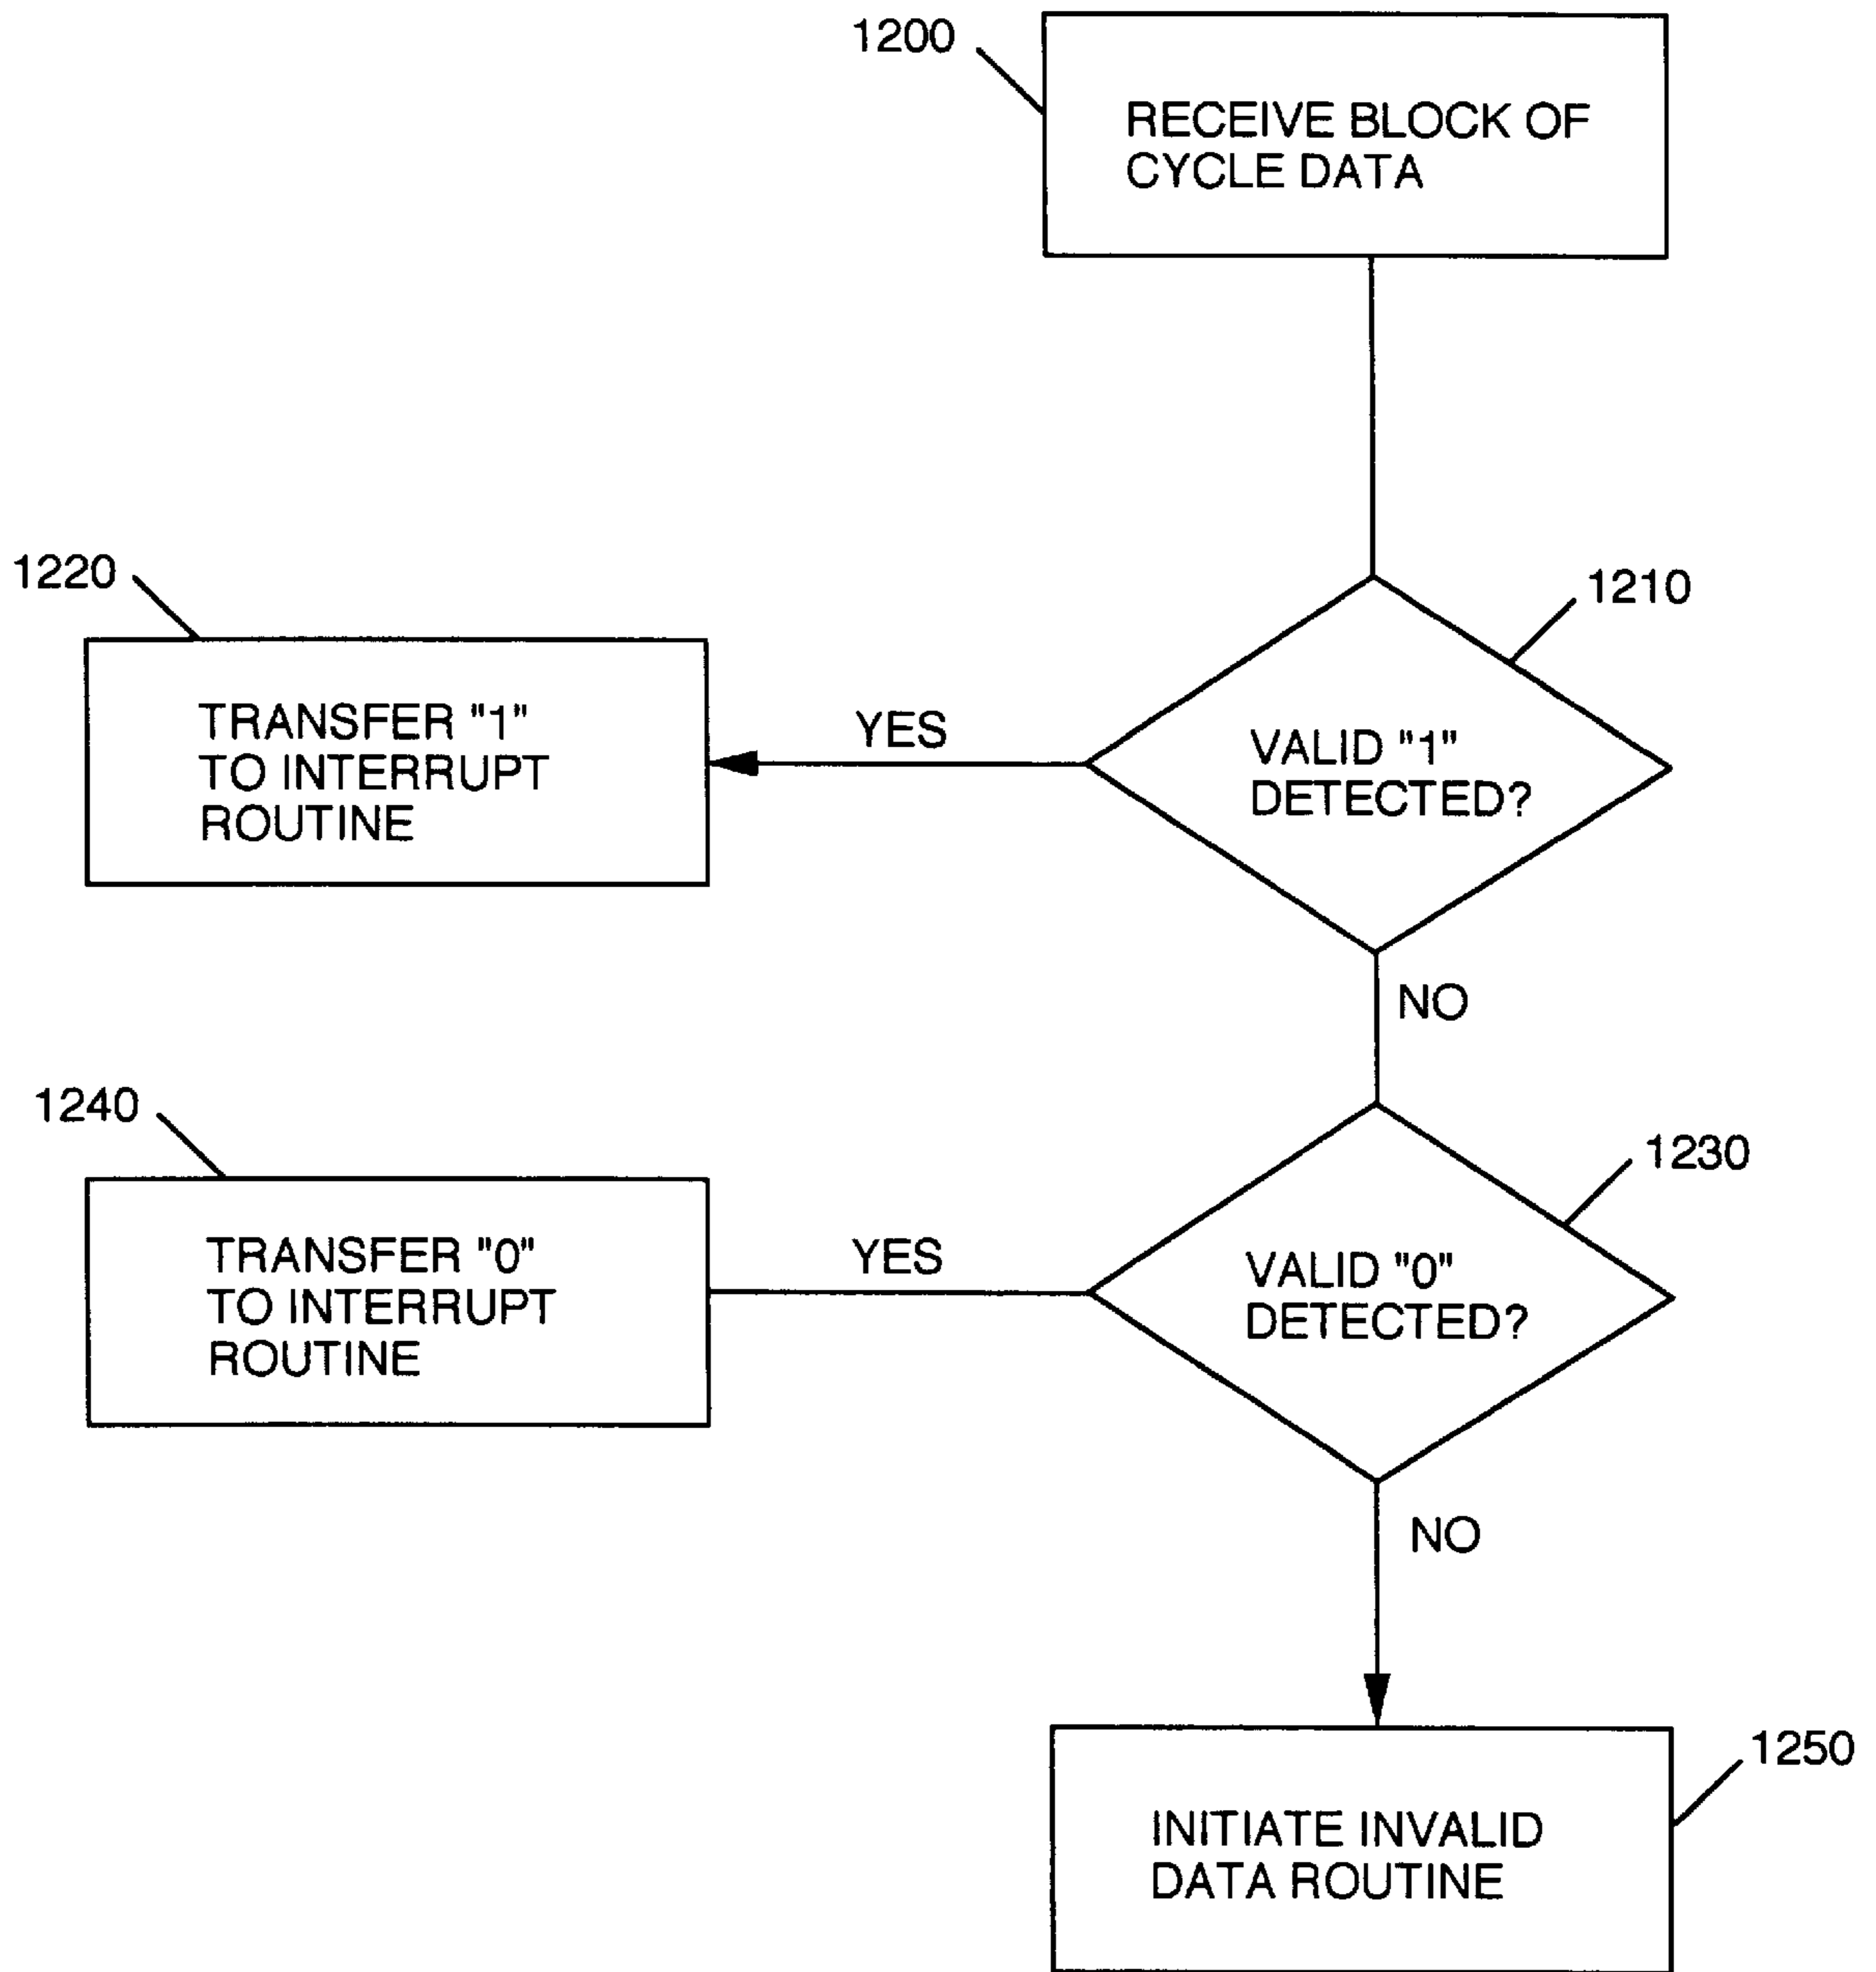 1200
RECEIVE BLOCK OF
CYCLE DATA
1210
VALID "1"
DETECTED?
YES
1220
TRANSFER "1"
TO INTERRUPT
ROUTINE
NO
1230
VALID "0"
DETECTED?
YES
1240
TRANSFER "0"
TO INTERRUPT
ROUTINE
NO
1250
INITIATE INVALID
DATA ROUTINE